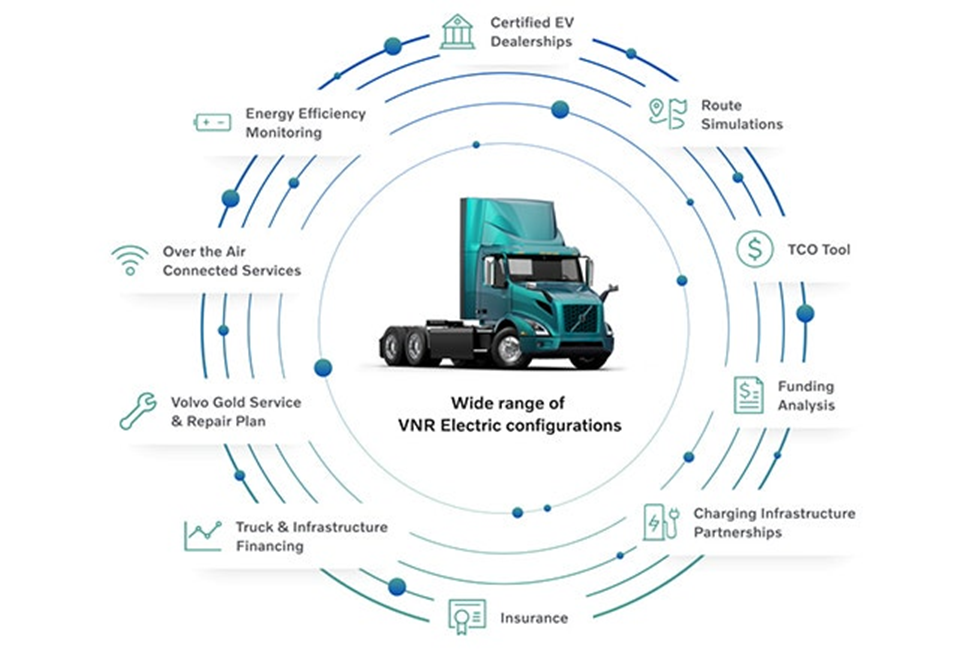 Certified EV
Dealerships
Route
Simulations
TCO Tool
Funding
Analysis
Charging Infrastructure
Partnerships
Insurance
Truck & Infrastructure
Financing
Volvo Gold Service
& Repair Plan
Over the Air
Connected Services
Energy Efficiency
Monitoring
Wide range of
VNR Electric configurations